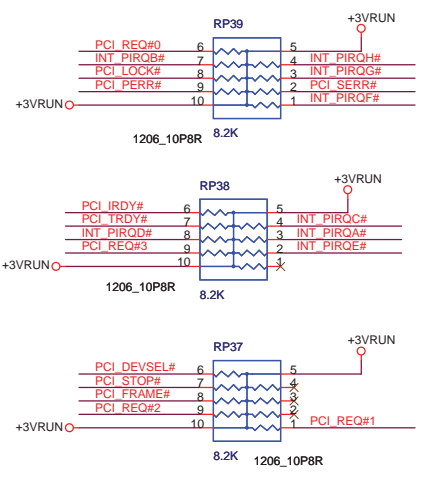 RP39 +3VRUN
PCI_REQ#0 6 5
INT_PIRQB# 7 4 INT_PIRQH#
PCI_LOCK# 8 3 INT_PIRQG#
PCI_PERR# 9 2 PCI_SERR#
+3VRUN 10 1 INT_PIRQF#
1206_10P8R 8.2K
RP38 +3VRUN
PCI_IRDY# 6 5
PCI_TRDY# 7 4 INT_PIRQC#
INT_PIRQD# 8 3 INT_PIRQA#
PCI_REQ#3 9 2 INT_PIRQE#
+3VRUN 10 1
1206_10P8R 8.2K
RP37 +3VRUN
PCI_DEVSEL# 6 5
PCI_STOP# 7 4
PCI_FRAME# 8 3
PCI_REQ#2 9 2
+3VRUN 10 1 PCI_REQ#1
8.2K 1206_10P8R